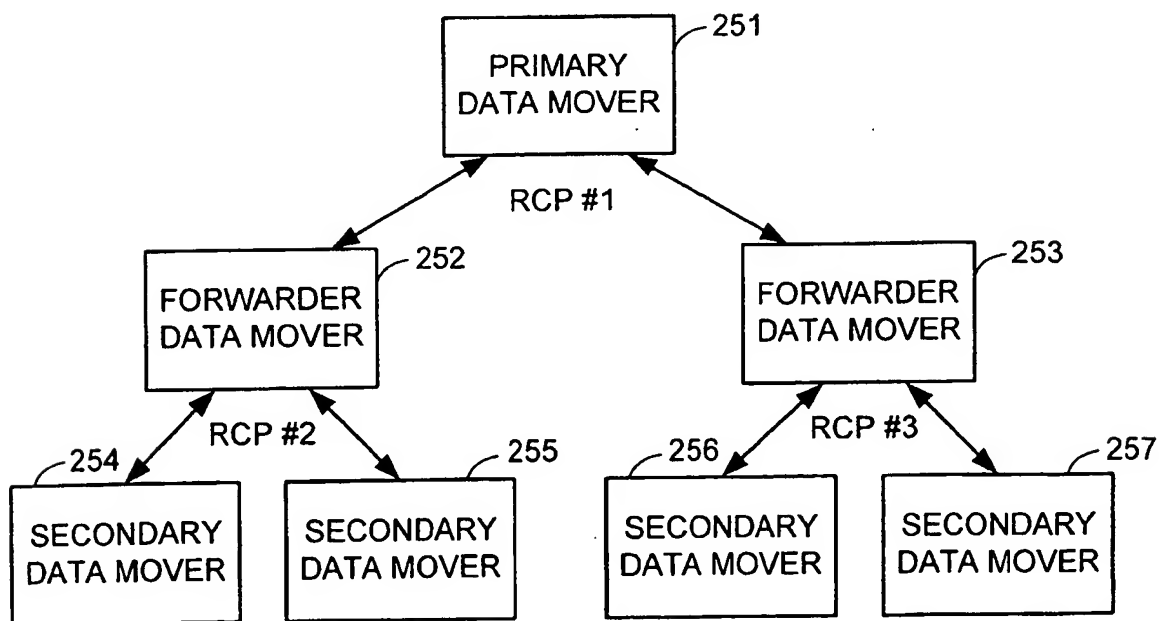 251
PRIMARY
DATA MOVER
RCP #1
252
FORWARDER
DATA MOVER
253
FORWARDER
DATA MOVER
RCP #2
RCP #3
254
SECONDARY
DATA MOVER
255
SECONDARY
DATA MOVER
256
SECONDARY
DATA MOVER
257
SECONDARY
DATA MOVER